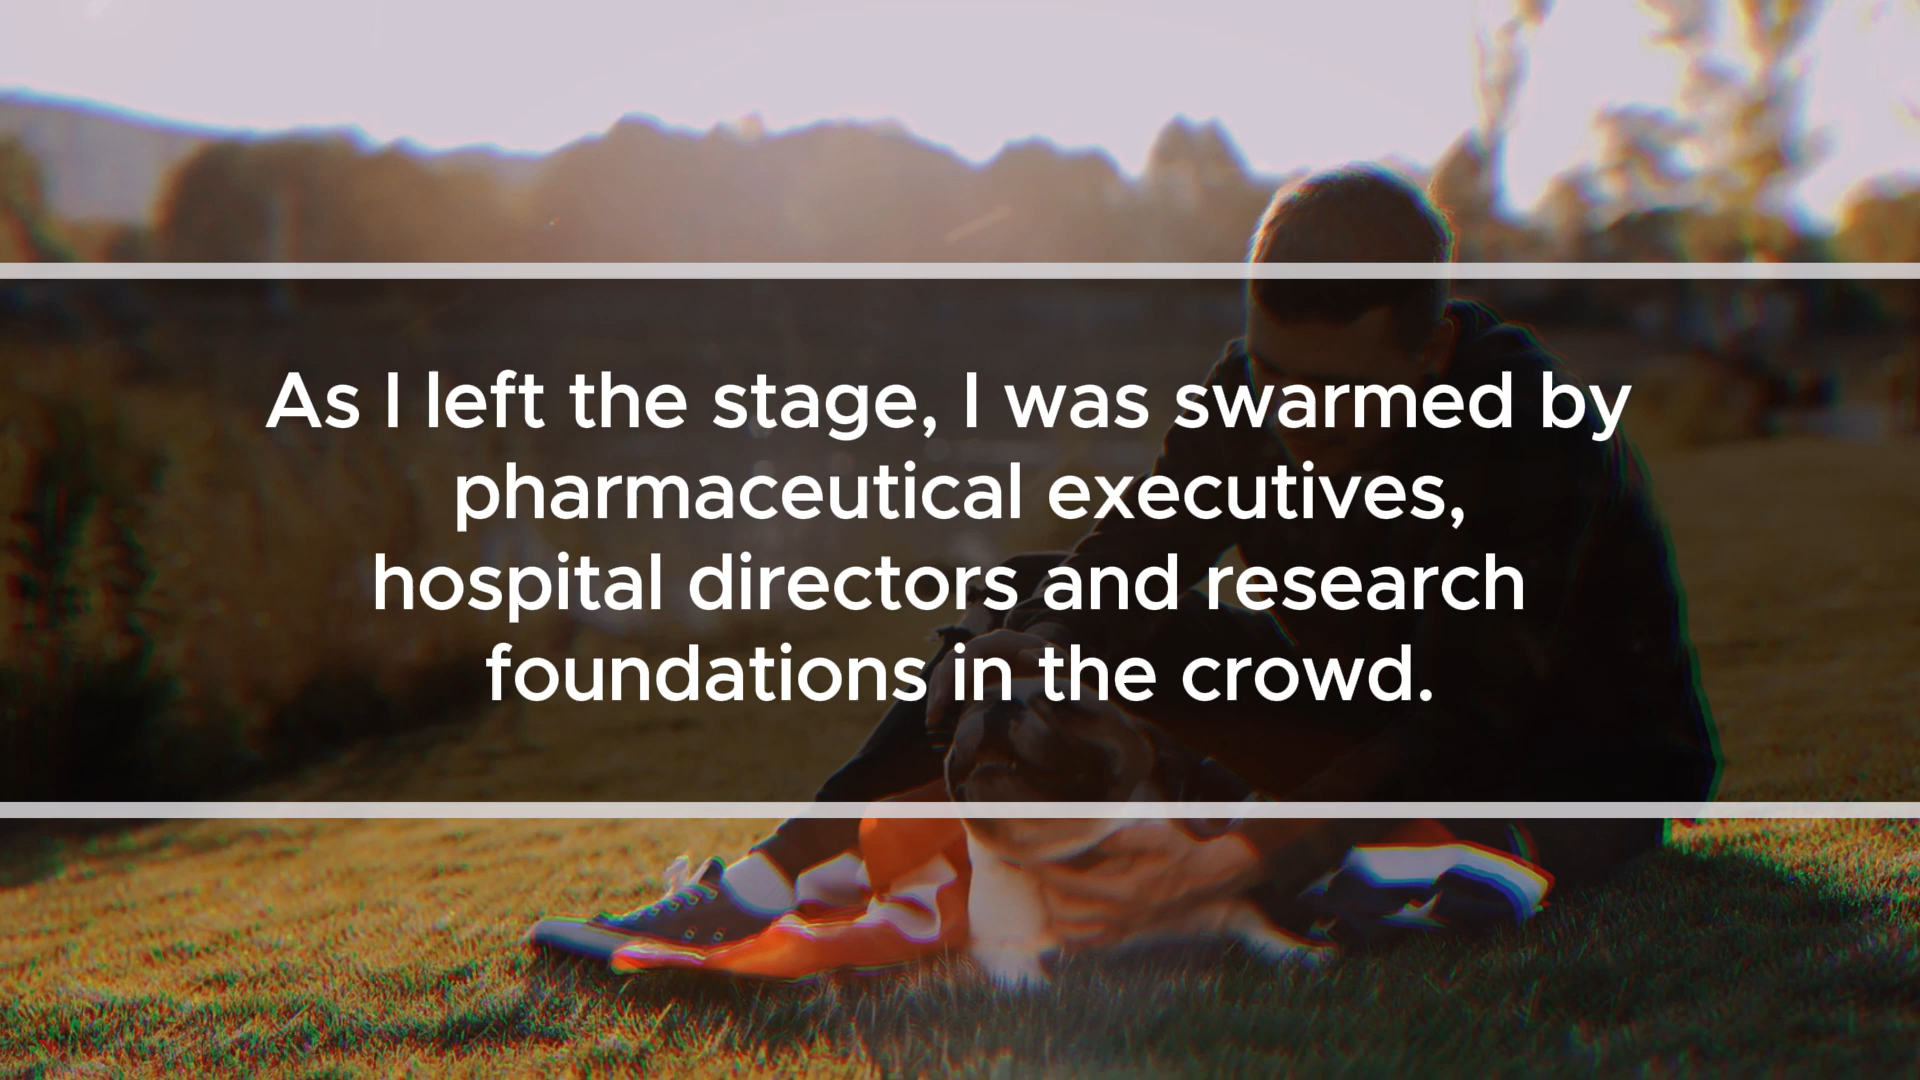 As I left the stage, I was swarmed by
pharmaceutical executives,
hospital directors and research
foundations in the crowd.